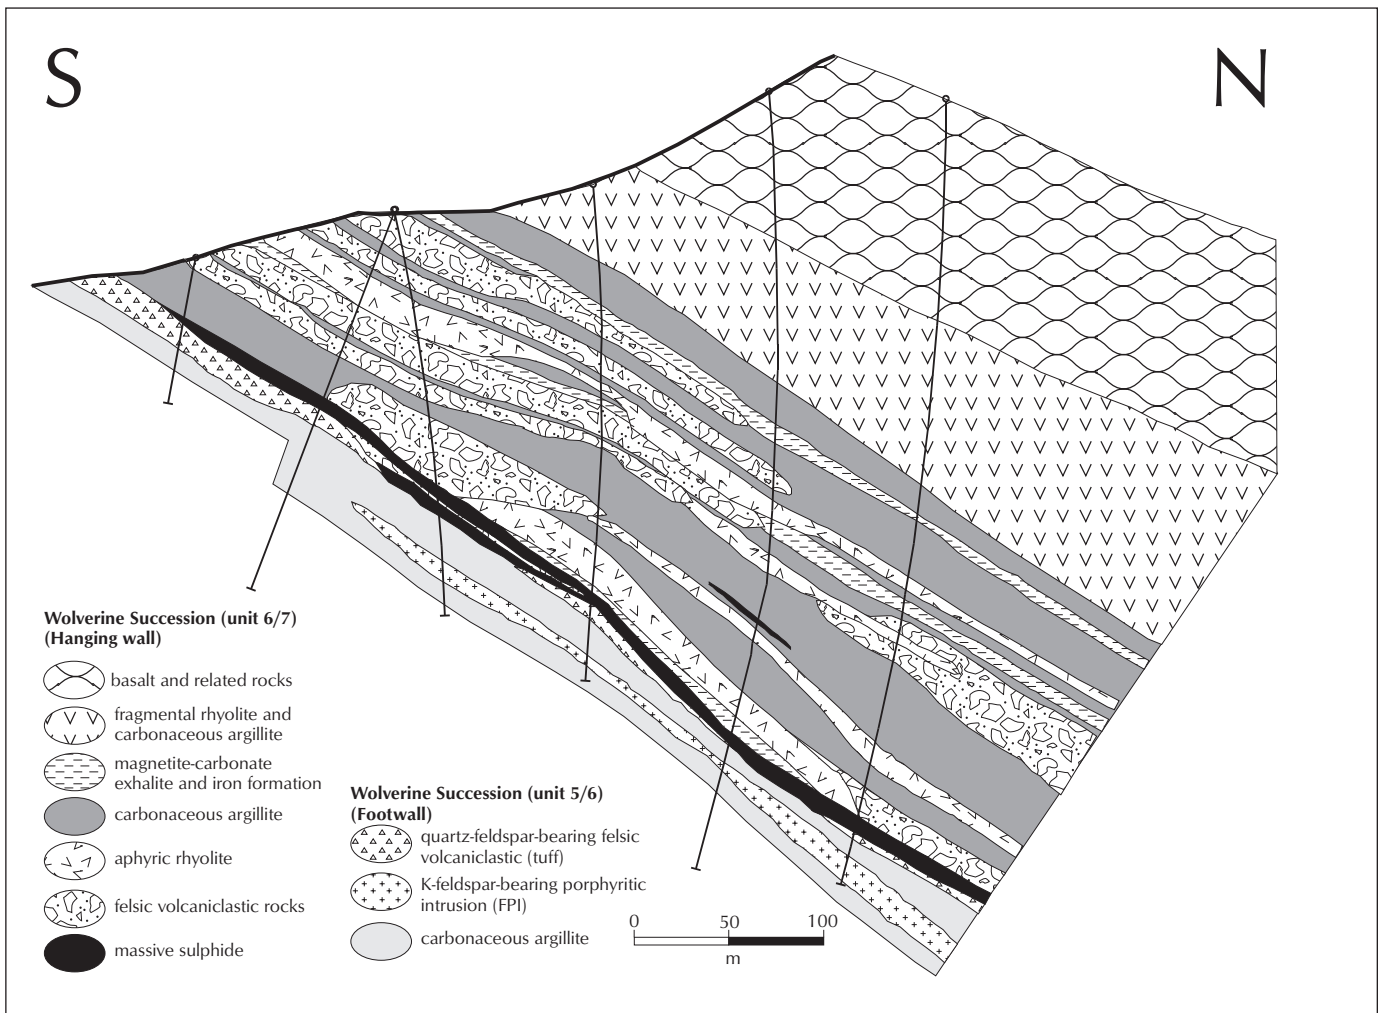 S
N
Wolverine Succession (unit 6/7)
(Hanging wall)
basalt and related rocks
fragmental rhyolite and
carbonaceous argillite
magnetite-carbonate
exhalite and iron formation
carbonaceous argillite
aphyric rhyolite
felsic volcaniclastic rocks
massive sulphide
Wolverine Succession (unit 5/6)
(Footwall)
quartz-feldspar-bearing felsic
volcaniclastic (tuff)
K-feldspar-bearing porphyritic
intrusion (FPI)
carbonaceous argillite
0 50 100
m